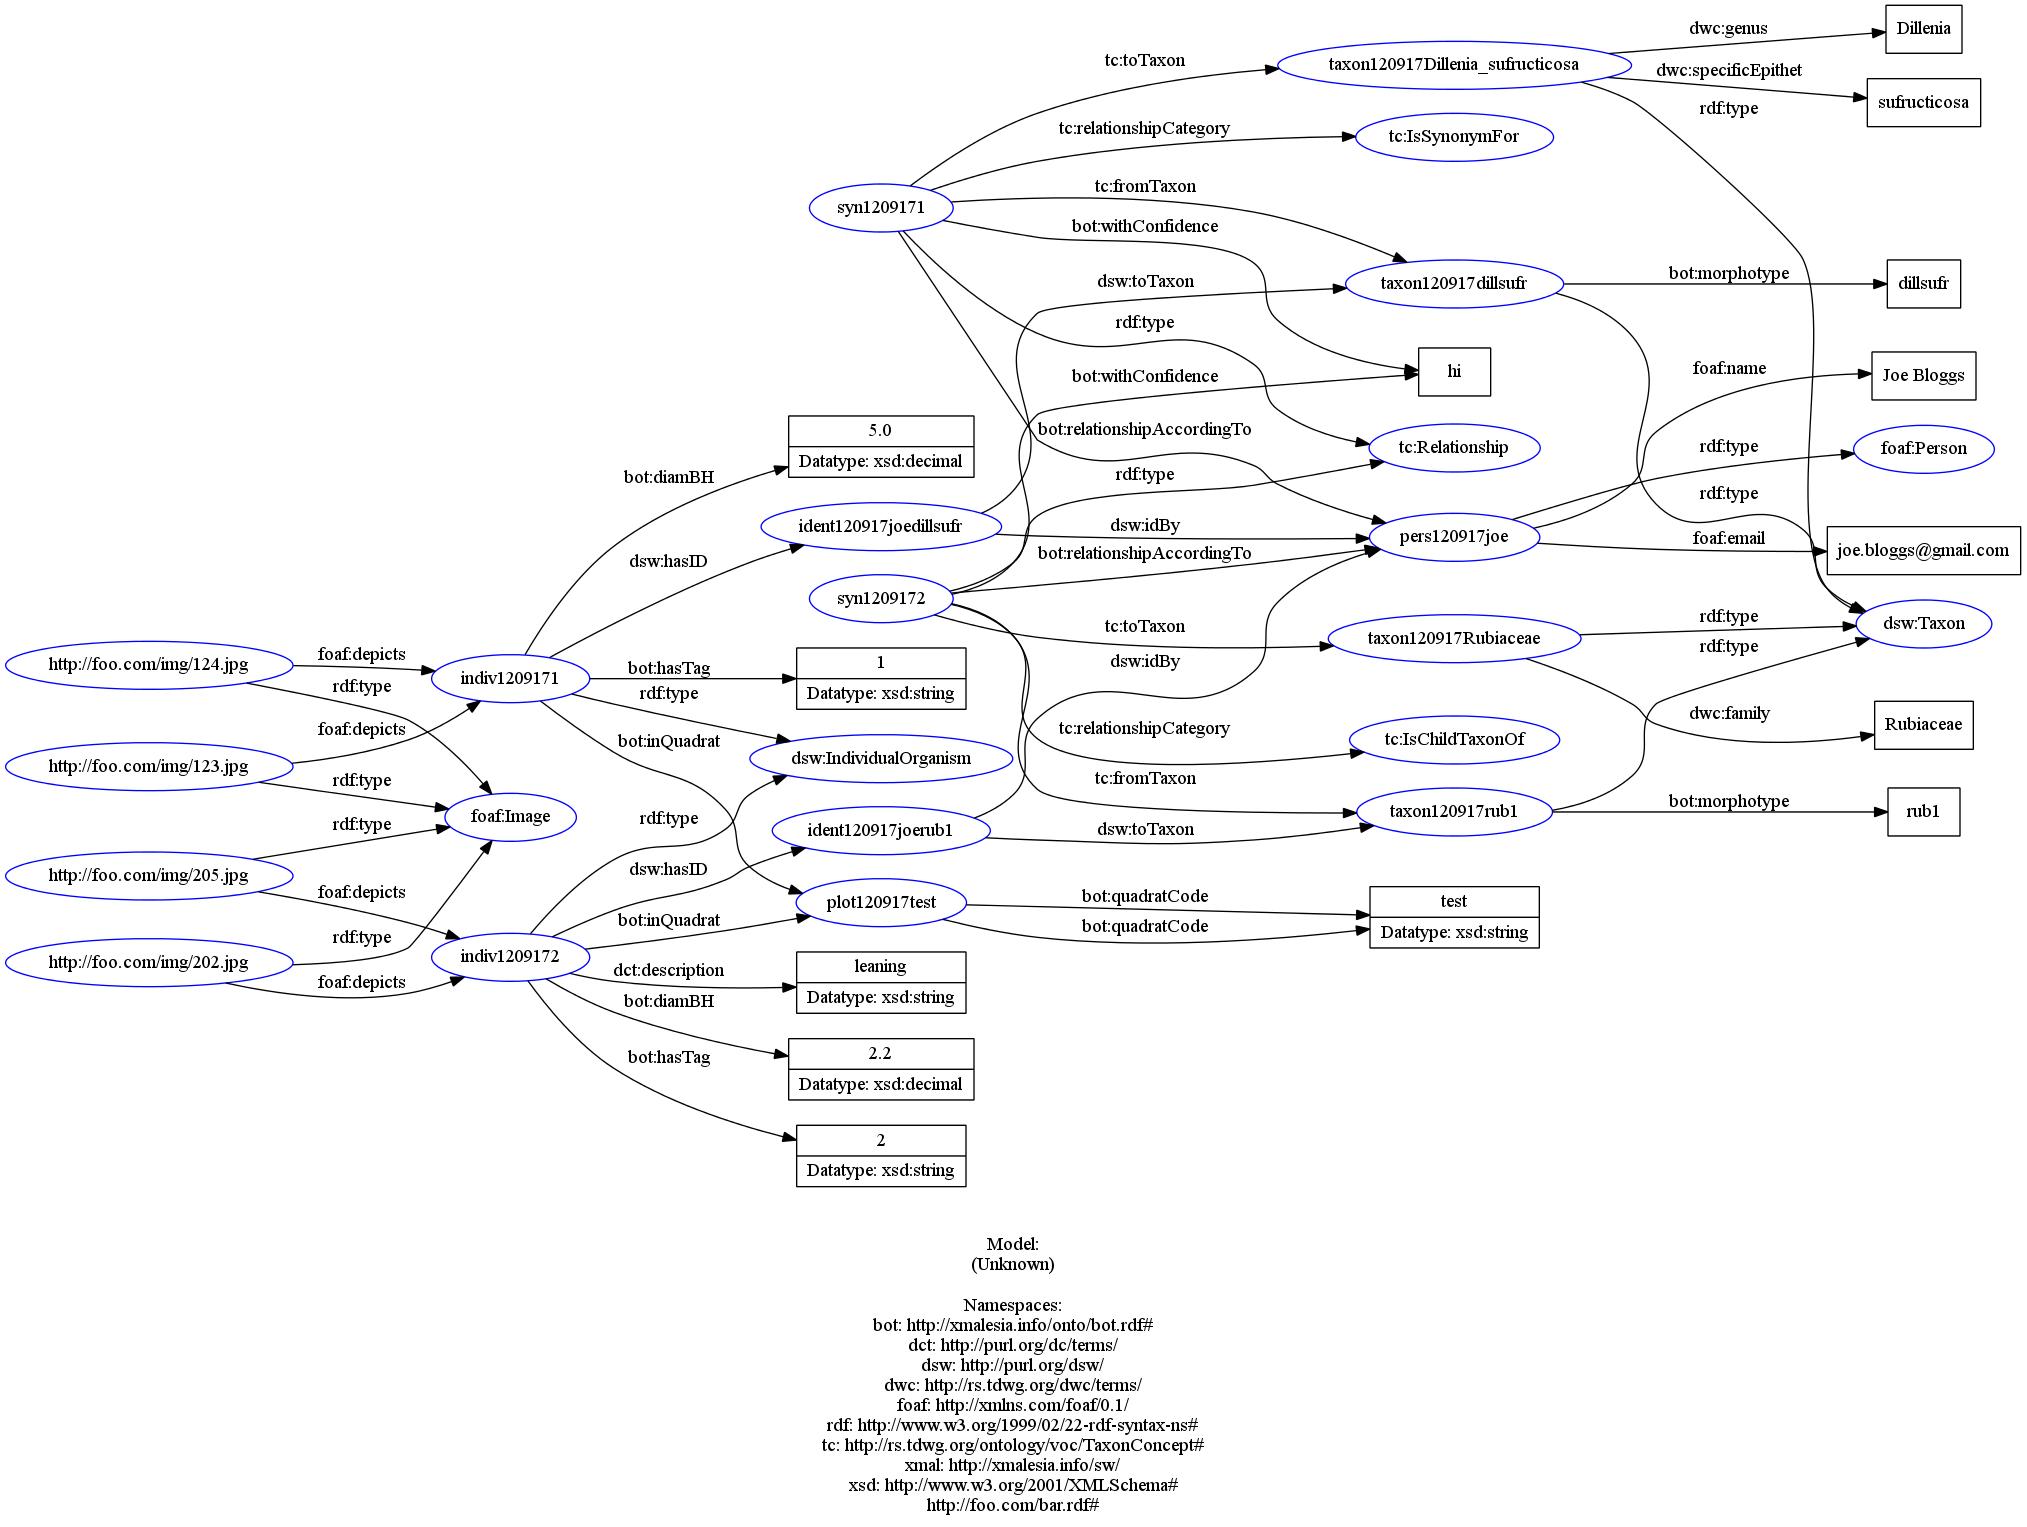 dwc:genus
Dillenia
tc:toTaxon
taxon120917Dillenia_sufructicosa
dwc:specificEpithet
sufructicosa
rdf:type
tc:relationshipCategory
tc:IsSynonymFor
tc:fromTaxon
syn1209171
bot:withConfidence
dsw:toTaxon
taxon120917dillsufr
bot:morphotype
dillsufr
rdf:type
bot:withConfidence
hi
foaf:name
Joe Bloggs
5.0
Datatype: xsd:decimal
bot:relationshipAccordingTo
tc:Relationship
rdf:type
foaf:Person
bot:diamBH
rdf:type
rdf:type
ident120917joedillsufr
dsw:idBy
pers120917joe
foaf:email
joe.bloggs@gmail.com
bot:relationshipAccordingTo
dsw:hasID
syn1209172
tc:toTaxon
taxon120917Rubiaceae
rdf:type
dsw:Taxon
rdf:type
http://foo.com/img/124.jpg
foaf:depicts
rdf:type
indiv1209171
bot:hasTag
rdf:type
1
Datatype: xsd:string
dsw:idBy
dwc:family
Rubiaceae
foaf:depicts
bot:inQuadrat
tc:relationshipCategory
tc:IsChildTaxonOf
http://foo.com/img/123.jpg
rdf:type
dsw:IndividualOrganism
tc:fromTaxon
foaf:Image
rdf:type
rdf:type
ident120917joerub1
dsw:toTaxon
taxon120917rub1
bot:morphotype
rub1
http://foo.com/img/205.jpg
foaf:depicts
dsw:hasID
plot120917test
bot:quadratCode
bot:quadratCode
test
Datatype: xsd:string
rdf:type
bot:inQuadrat
http://foo.com/img/202.jpg
foaf:depicts
indiv1209172
dct:description
leaning
Datatype: xsd:string
bot:diamBH
2.2
Datatype: xsd:decimal
bot:hasTag
2
Datatype: xsd:string
Model:
(Unknown)
Namespaces:
bot: http://xmalesia.info/onto/bot.rdf#
dct: http://purl.org/dc/terms/
dsw: http://purl.org/dsw/
dwc: http://rs.tdwg.org/dwc/terms/
foaf: http://xmlns.com/foaf/0.1/
rdf: http://www.w3.org/1999/02/22-rdf-syntax-ns#
tc: http://rs.tdwg.org/ontology/voc/TaxonConcept#
xmal: http://xmalesia.info/sw/
xsd: http://www.w3.org/2001/XMLSchema#
http://foo.com/bar.rdf#